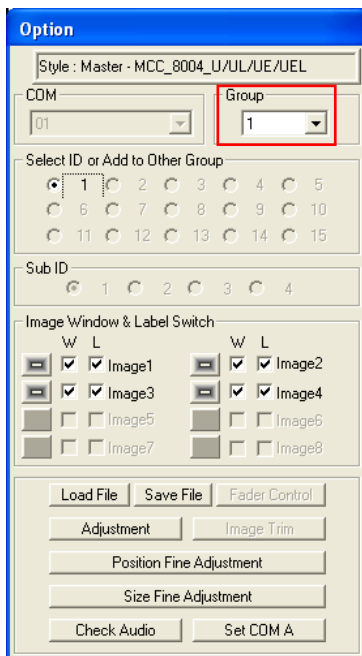 Option
Style : Master - MCC_8004_U/UL/UE/UEL
COM Group
01 1
Select ID or Add to Other Group
1 2 3 4 5
6 7 8 9 10
11 12 13 14 15
Sub ID
1 2 3 4
Image Window & Label Switch
W L W L
Image1 Image2
Image3 Image4
Image5 Image6
Image7 Image8
Load File Save File Fader Control
Adjustment Image Trim
Position Fine Adjustment
Size Fine Adjustment
Check Audio Set COM A